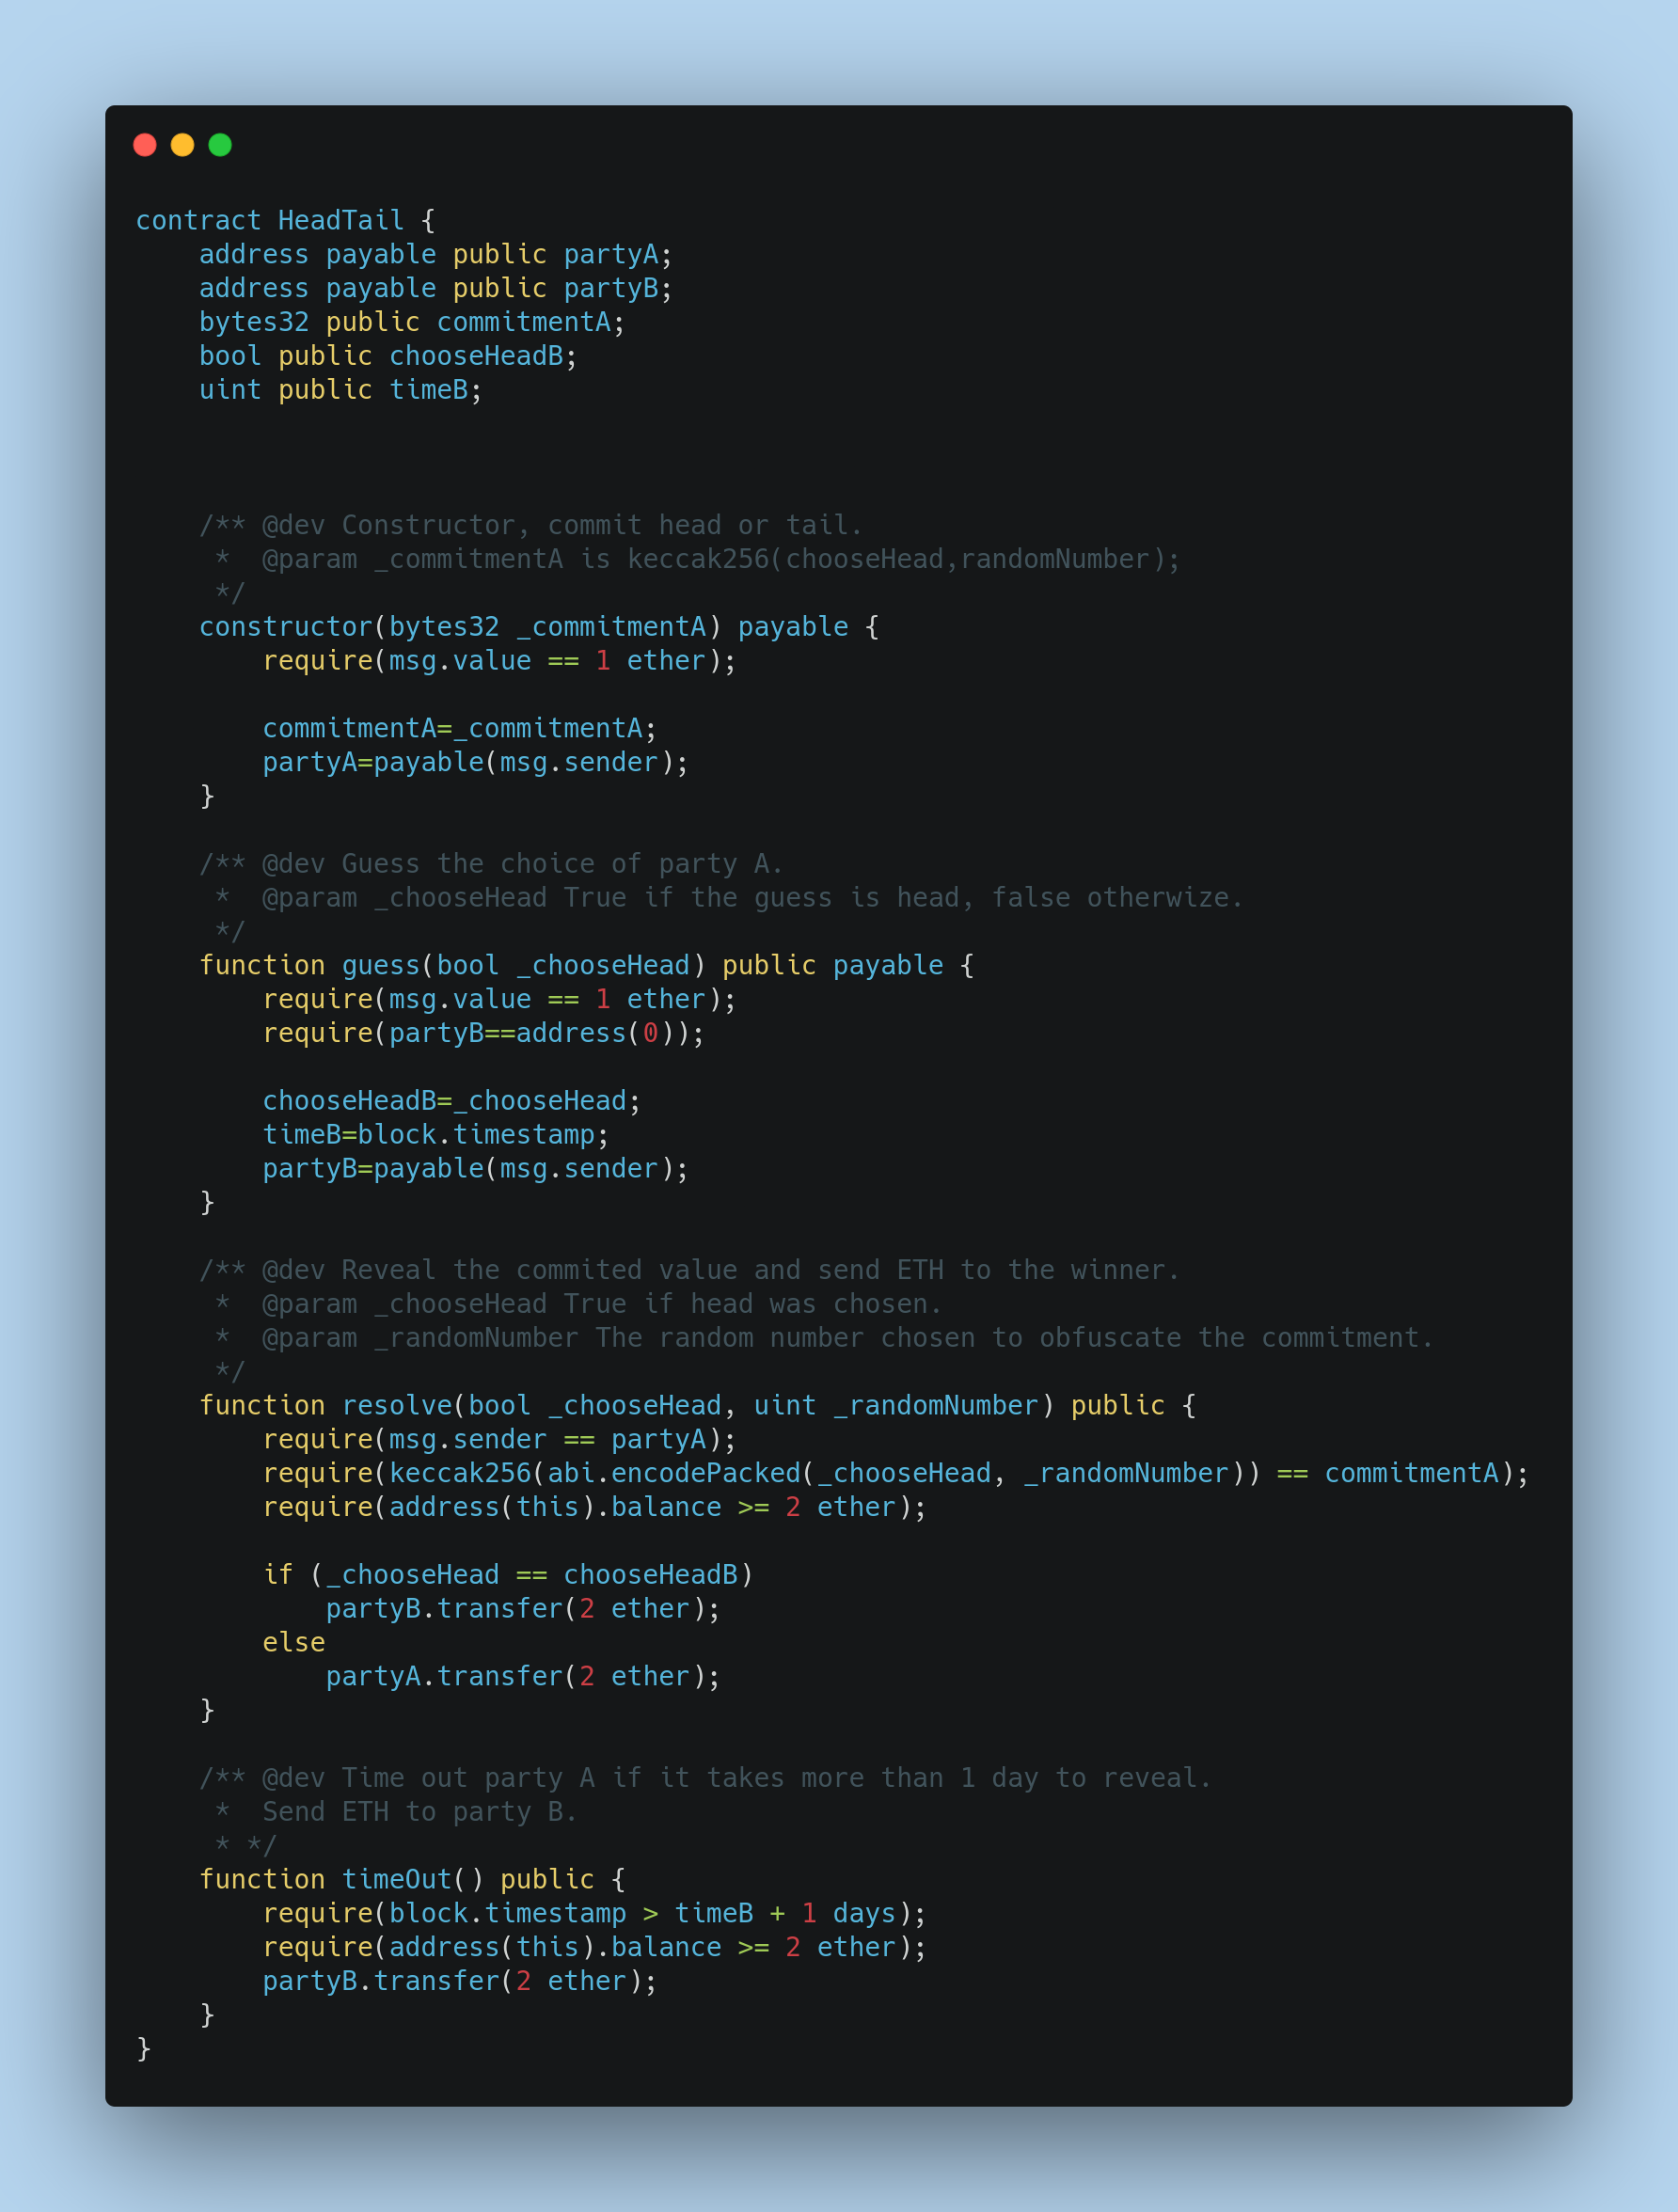 contract HeadTail {
    address payable public partyA;
    address payable public partyB;
    bytes32 public commitmentA;
    bool public chooseHeadB;
    uint public timeB;
    /** @dev Constructor, commit head or tail.
     *  @param _commitmentA is keccak256(chooseHead,randomNumber);
     */
    constructor(bytes32 _commitmentA) payable {
        require(msg.value == 1 ether);
        commitmentA=_commitmentA;
        partyA=payable(msg.sender);
    }
    /** @dev Guess the choice of party A.
     *  @param _chooseHead True if the guess is head, false otherwize.
     */
    function guess(bool _chooseHead) public payable {
        require(msg.value == 1 ether);
        require(partyB==address(0));
        chooseHeadB=_chooseHead;
        timeB=block.timestamp;
        partyB=payable(msg.sender);
    }
    /** @dev Reveal the commited value and send ETH to the winner.
     *  @param _chooseHead True if head was chosen.
     *  @param _randomNumber The random number chosen to obfuscate the commitment.
     */
    function resolve(bool _chooseHead, uint _randomNumber) public {
        require(msg.sender == partyA);
        require(keccak256(abi.encodePacked(_chooseHead, _randomNumber)) == commitmentA);
        require(address(this).balance >= 2 ether);
        if (_chooseHead == chooseHeadB)
            partyB.transfer(2 ether);
        else
            partyA.transfer(2 ether);
    }
    /** @dev Time out party A if it takes more than 1 day to reveal.
     *  Send ETH to party B.
     * */
    function timeOut() public {
        require(block.timestamp > timeB + 1 days);
        require(address(this).balance >= 2 ether);
        partyB.transfer(2 ether);
    }
}